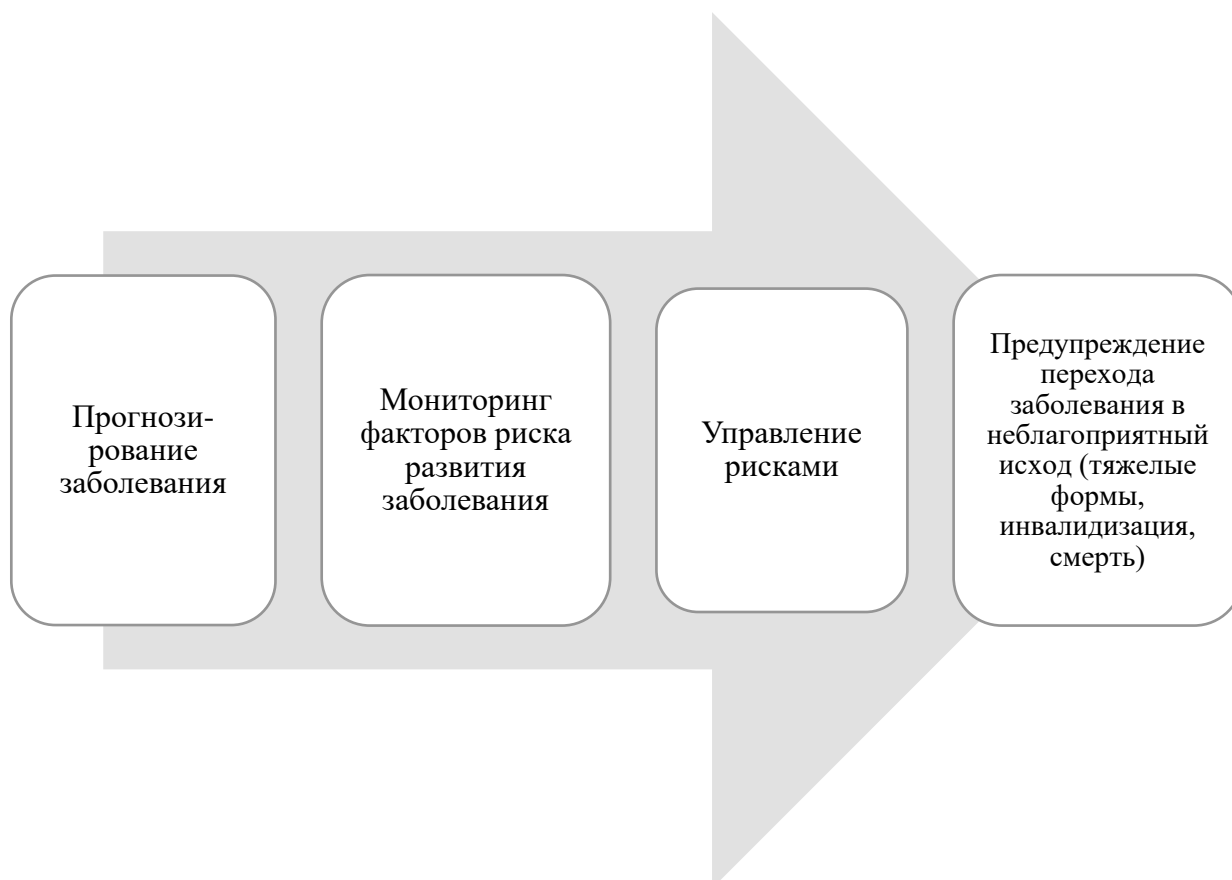 Прогнози-
рование
заболевания
Мониторинг
факторов риска
развития
заболевания
Управление
рисками
Предупреждение
перехода
заболевания в
неблагоприятный
исход (тяжелые
формы,
инвалидизация,
смерть)